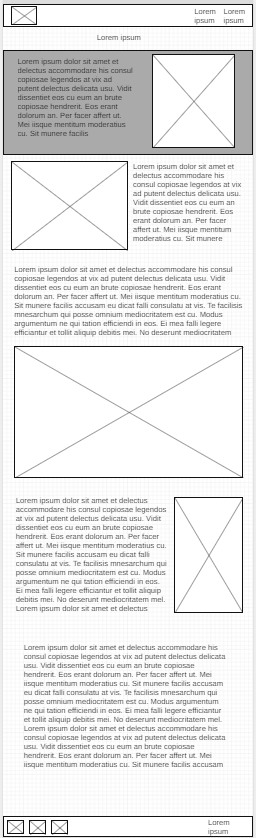 Lorem Lorem
ipsum ipsum
Lorem ipsum
Lorem ipsum dolor sit amet et
delectus accommodare his consul
copiosae legendos at vix ad
putent delectus delicata usu. Vidit
dissentiet eos cu eum an brute
copiosae hendrerit. Eos erant
dolorum an. Per facer affert ut.
Mei iisque mentitum maiestatis
cu. Sit munere facilis
Lorem ipsum dolor sit amet et
delectus accommodare his
consul copiosae legendos at vix
ad putent delectus delicata usu.
Vidit dissentiet eos cu eum an
brute copiosae hendrerit. Eos
erant dolorum an. Per facer
affert ut Mei iisque mentitum
maiestatis cu. Sit munere
Lorem ipsum dolor sit amet et delectus accommodare his consul
copiosae legendos at vix ad putent delectus delicata usu. Vidit
dissentiet eos cu eum an brute copiosae hendrerit. Eos erant
dolorum an. Per facer affert ut. Mei iisque mentitum maiestatis cu.
Sit munere facilis accusam eu dicat falli consulatu at vis. Te facilisis
mnesarchum qui posse omnium mediocritatem est cu. Modus
argumentum ne qui tation efficiendi in eos. Ei mea falli legere
efficiantur et tollit aliquip debitis mei. No deserunt mediocritatem
Lorem ipsum dolor sit amet et delectus
accommodare his consul copiosae legendos
at vix ad putent delectus delicata usu. Vidit
dissentiet eos cu eum an brute copiosae
hendrerit. Eos erant dolorum an. Per facer
affert ut. Mei iisque mentitum maiestatis cu.
Sit munere facilis accusam eu dicat falli
consulatu at vis. Te facilisis mnesarchum qui
posse omnium mediocritatem est cu. Modus
argumentum ne qui tation efficiendi in eos.
Ei mea falli legere efficiantur et tollit aliquip
debitis mei. No deserunt mediocritatem mel.
Lorem ipsum dolor sit amet et delectus
Lorem ipsum dolor sit amet et delectus accommodare his
consul copiosae legendos at vix ad putent delectus delicata
usu. Vidit dissentiet eos cu eum an brute copiosae
hendrerit. Eos erant dolorum an. Per facer affert ut. Mei
iisque mentitum maiestatis cu. Sit munere facilis accusam
eu dicat falli consulatu at vis. Te facilisis mnesarchum qui
posse omnium mediocritatem est cu. Modus argumentum
ne qui tation efficiendi in eos. Ei mea falli legere efficiantur
et tollit aliquip debitis mei. No deserunt mediocritatem mel.
Lorem ipsum dolor sit amet et delectus accommodare his
consul copiosae legendos at vix ad putent delectus delicata
usu. Vidit dissentiet eos cu eum an brute copiosae
hendrerit. Eos erant dolorum an. Per facer affert ut. Mei
iisque mentitum maiestatis cu. Sit munere facilis accusam
Lorem
ipsum